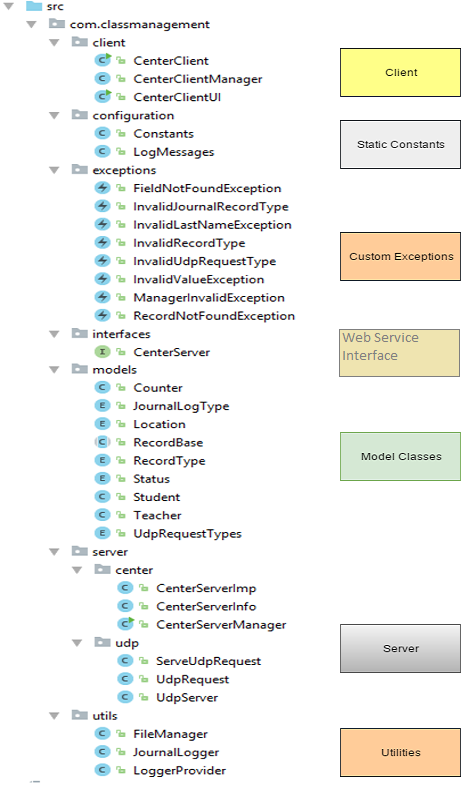 src
com.classmanagement
client
CenterClient
CenterClientManager
CenterClientUI
Client
configuration
Constants
LogMessages
Static Constants
exceptions
FieldNotFoundException
InvalidJournalRecordType
InvalidLastNameException
InvalidRecordType
InvalidUdpRequestType
InvalidValueException
ManagerInvalidException
RecordNotFoundException
Custom Exceptions
interfaces
CenterServer
Web Service
Interface
models
Counter
JournalLogType
Location
RecordBase
RecordType
Status
Student
Teacher
UdpRequestTypes
Model Classes
server
center
CenterServerImp
CenterServerInfo
CenterServerManager
udp
ServeUdpRequest
UdpRequest
UdpServer
Server
utils
FileManager
JournalLogger
LoggerProvider
Utilities